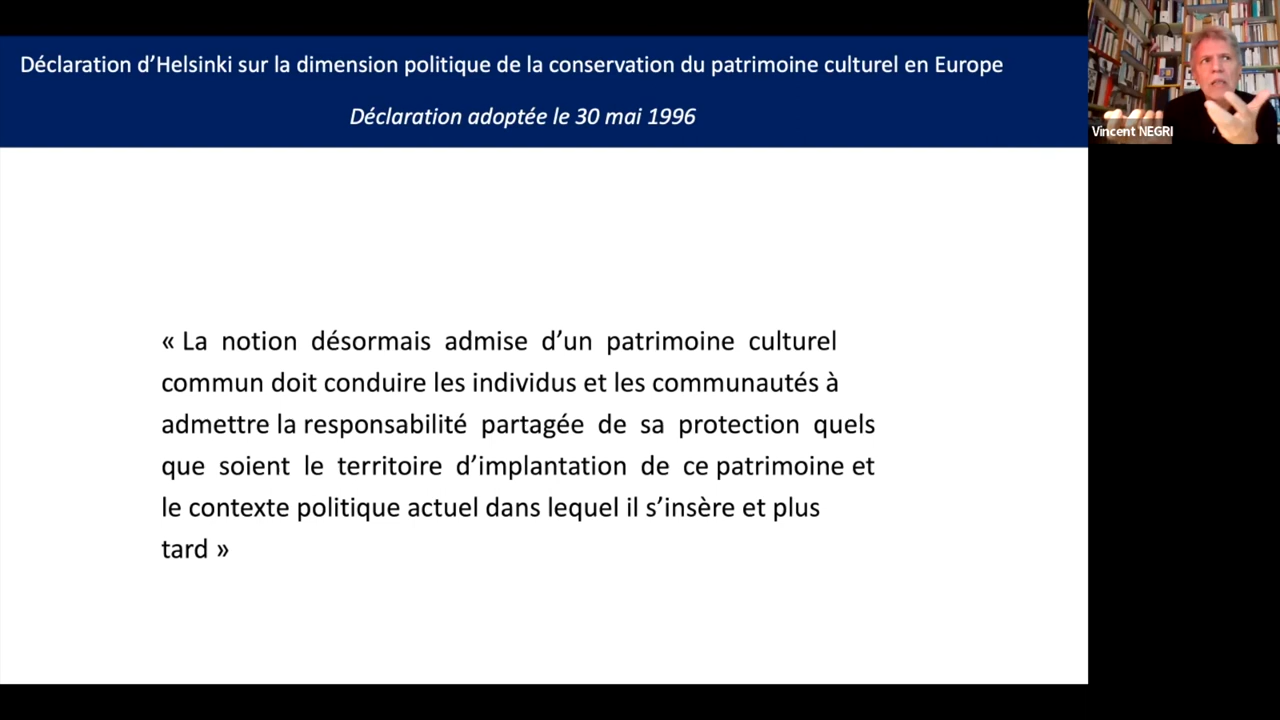 Déclaration d’Helsinki sur la dimension politique de la conservation du patrimoine culturel en Europe
Déclaration adoptée le 30 mai 1996
Vincent NEGRI
« La notion désormais admise d’un patrimoine culturel
commun doit conduire les individus et les communautés à
admettre la responsabilité partagée de sa protection quels
que soient le territoire d’implantation de ce patrimoine et
le contexte politique actuel dans lequel il s’insère et plus
tard »